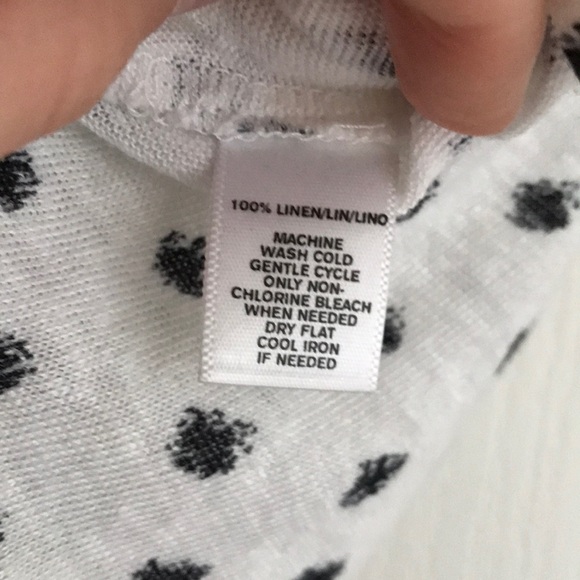 100% LINEN/LIN/LINO
MACHINE
WASH COLD
GENTLE CYCLE
ONLY NON-
CHLORINE BLEACH
WHEN NEEDED
DRY FLAT
COOL IRON
IF NEEDED